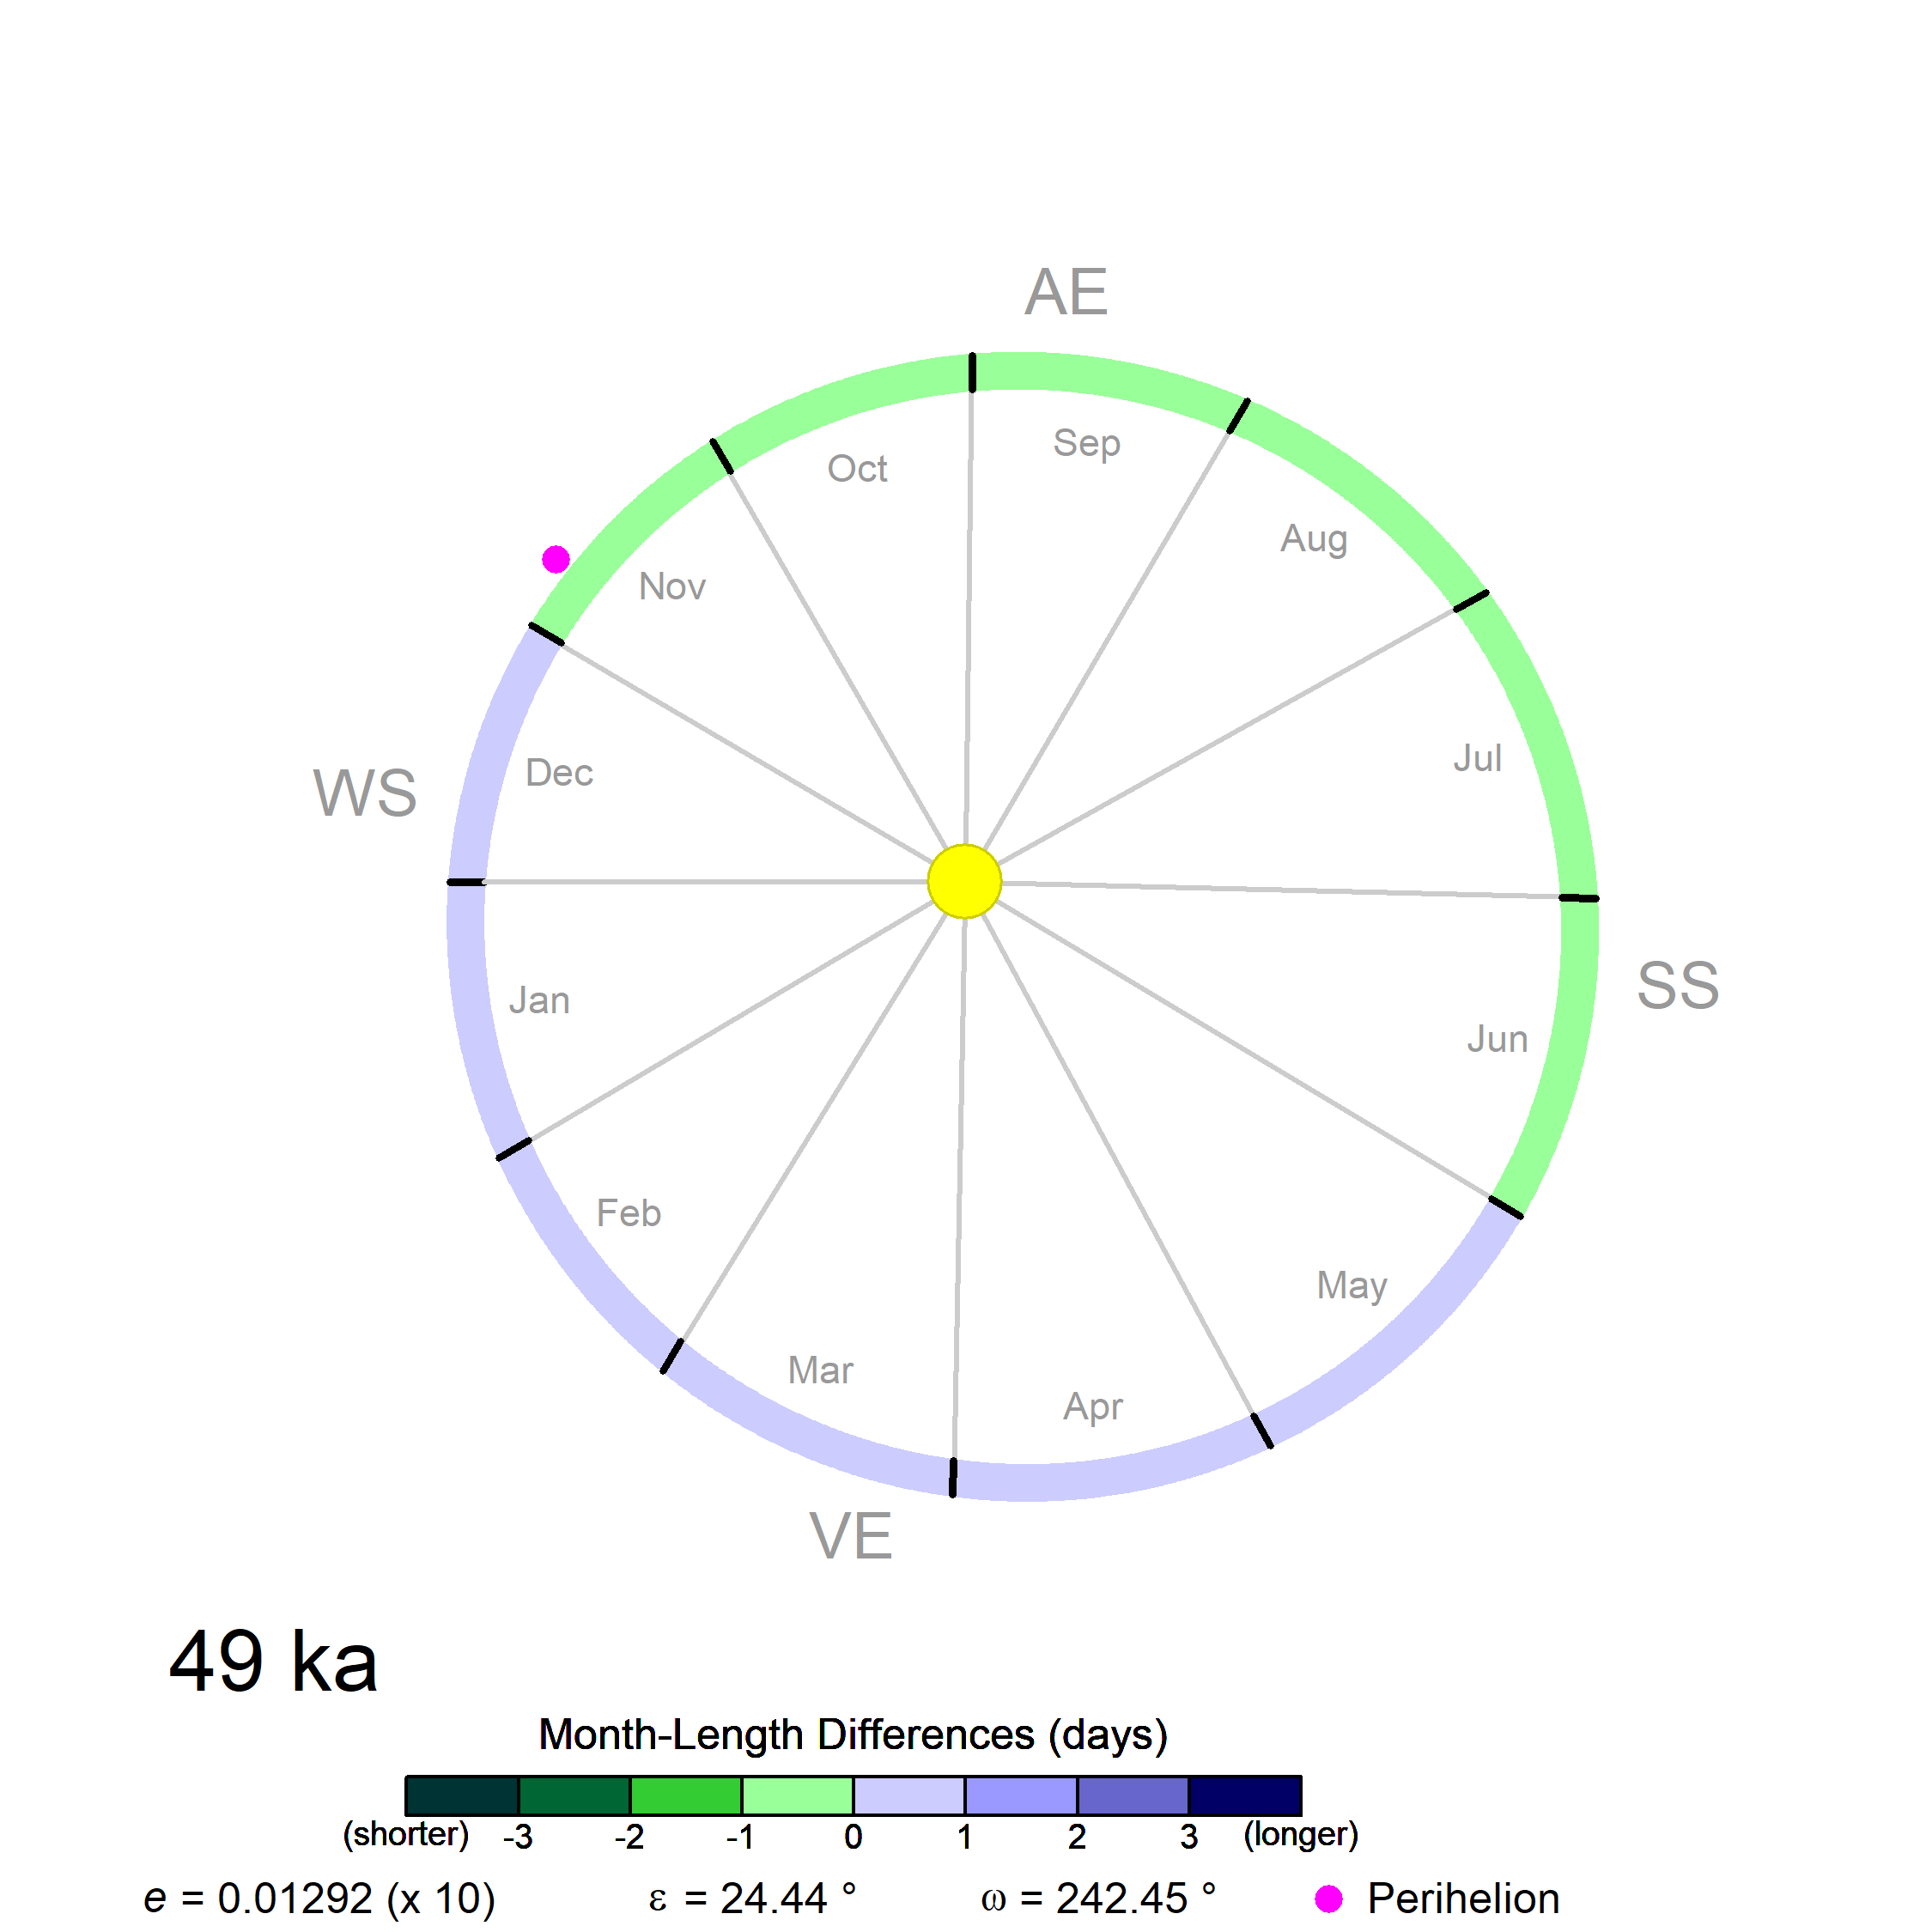 AE
Sep
Oct
Aug
Nov
Jul
Dec
WS
SS
Jan
Jun
Feb
May
Mar
Apr
VE
49 ka
Month-Length Differences (days)
(shorter) -3 -2 -1 0 1 2 3 (longer)
e = 0.01292 (x 10) ε = 24.44 ° ω = 242.45 ° Perihelion